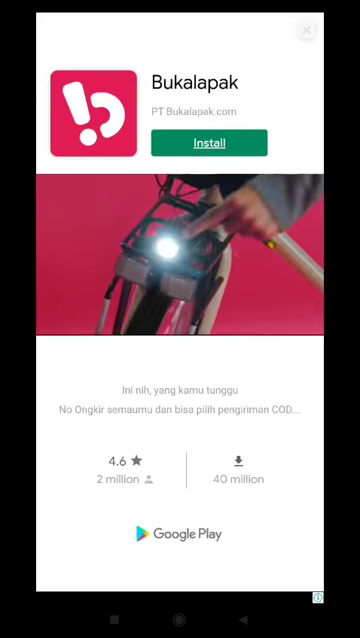 Bukalapak
PT Bukalapak.com
Install
Ini nih, yang kamu tunggu
No Ongkir semaumu dan bisa pilih pengiriman COD...
4.6
2 million
40 million
Google Play